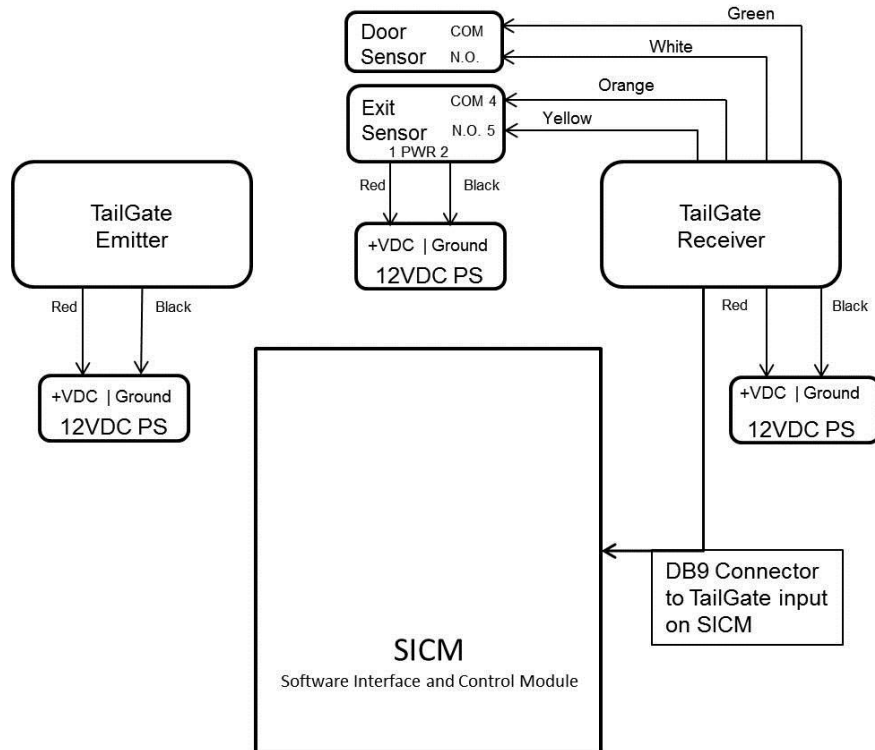 Green
Door COM
Sensor N.O.
White
Orange
Exit COM 4
Sensor N.O. 5
Yellow
1 PWR 2
Red Black
+VDC | Ground
12VDC PS
TailGate
Emitter
Red Black
+VDC | Ground
12VDC PS
TailGate
Receiver
Red Black
+VDC | Ground
12VDC PS
DB9 Connector
to TailGate input
on SICM
SICM
Software Interface and Control Module